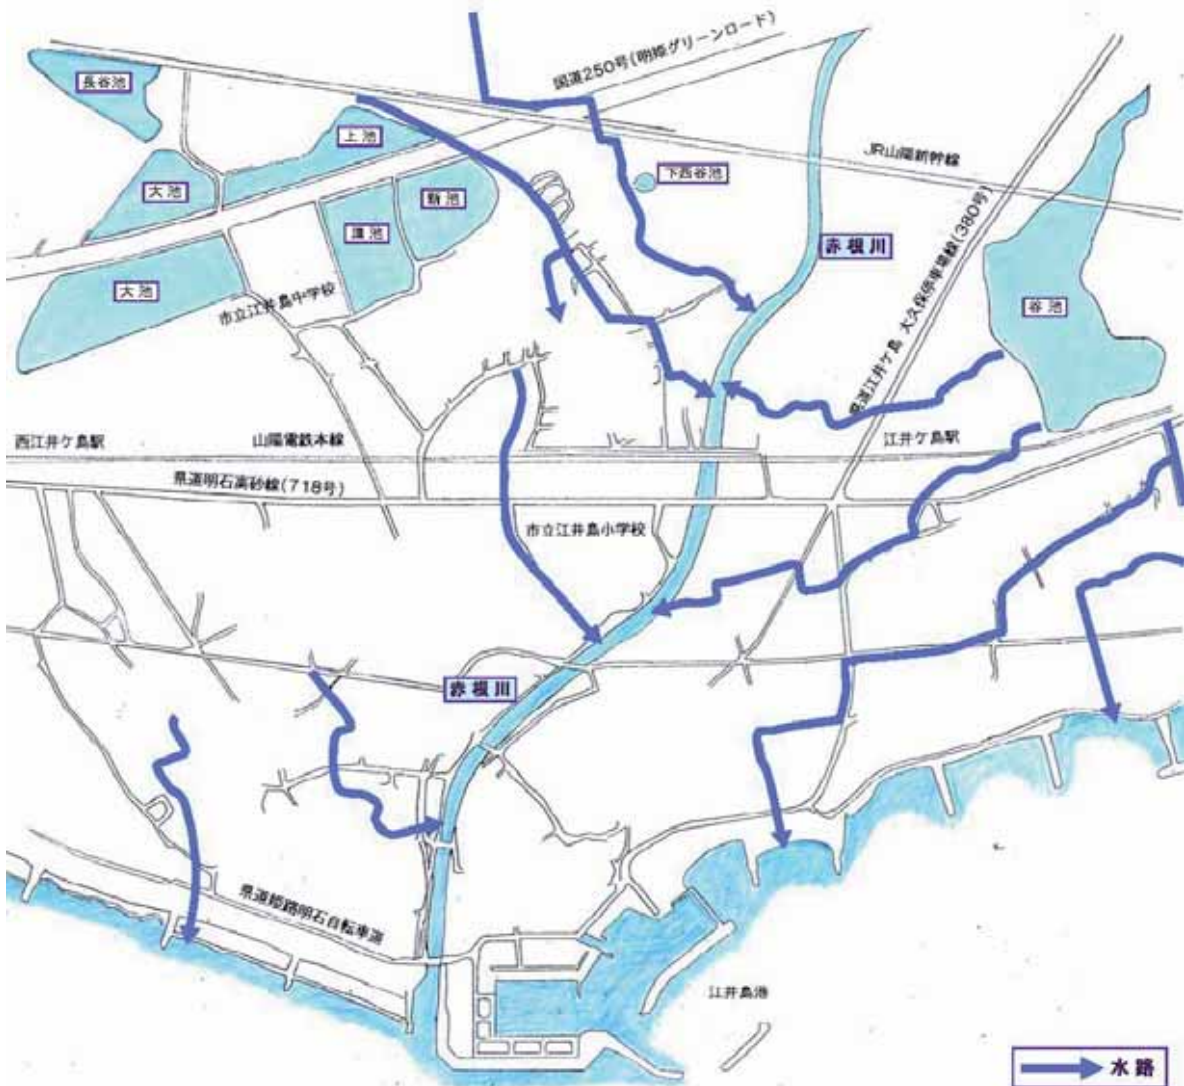 国道250号(明姫グリーンロード)
長谷池
上池
JR山陽新幹線
下西谷池
大池
新池
溝池
赤根川
県道江井ケ島 大久保停車場線(380号)
大池
谷池
市立江井島中学校
西江井ケ島駅
山陽電鉄本線
江井ケ島駅
県道明石高砂線(718号)
市立江井島小学校
赤根川
県道姫路明石自転車道
江井島港
水路